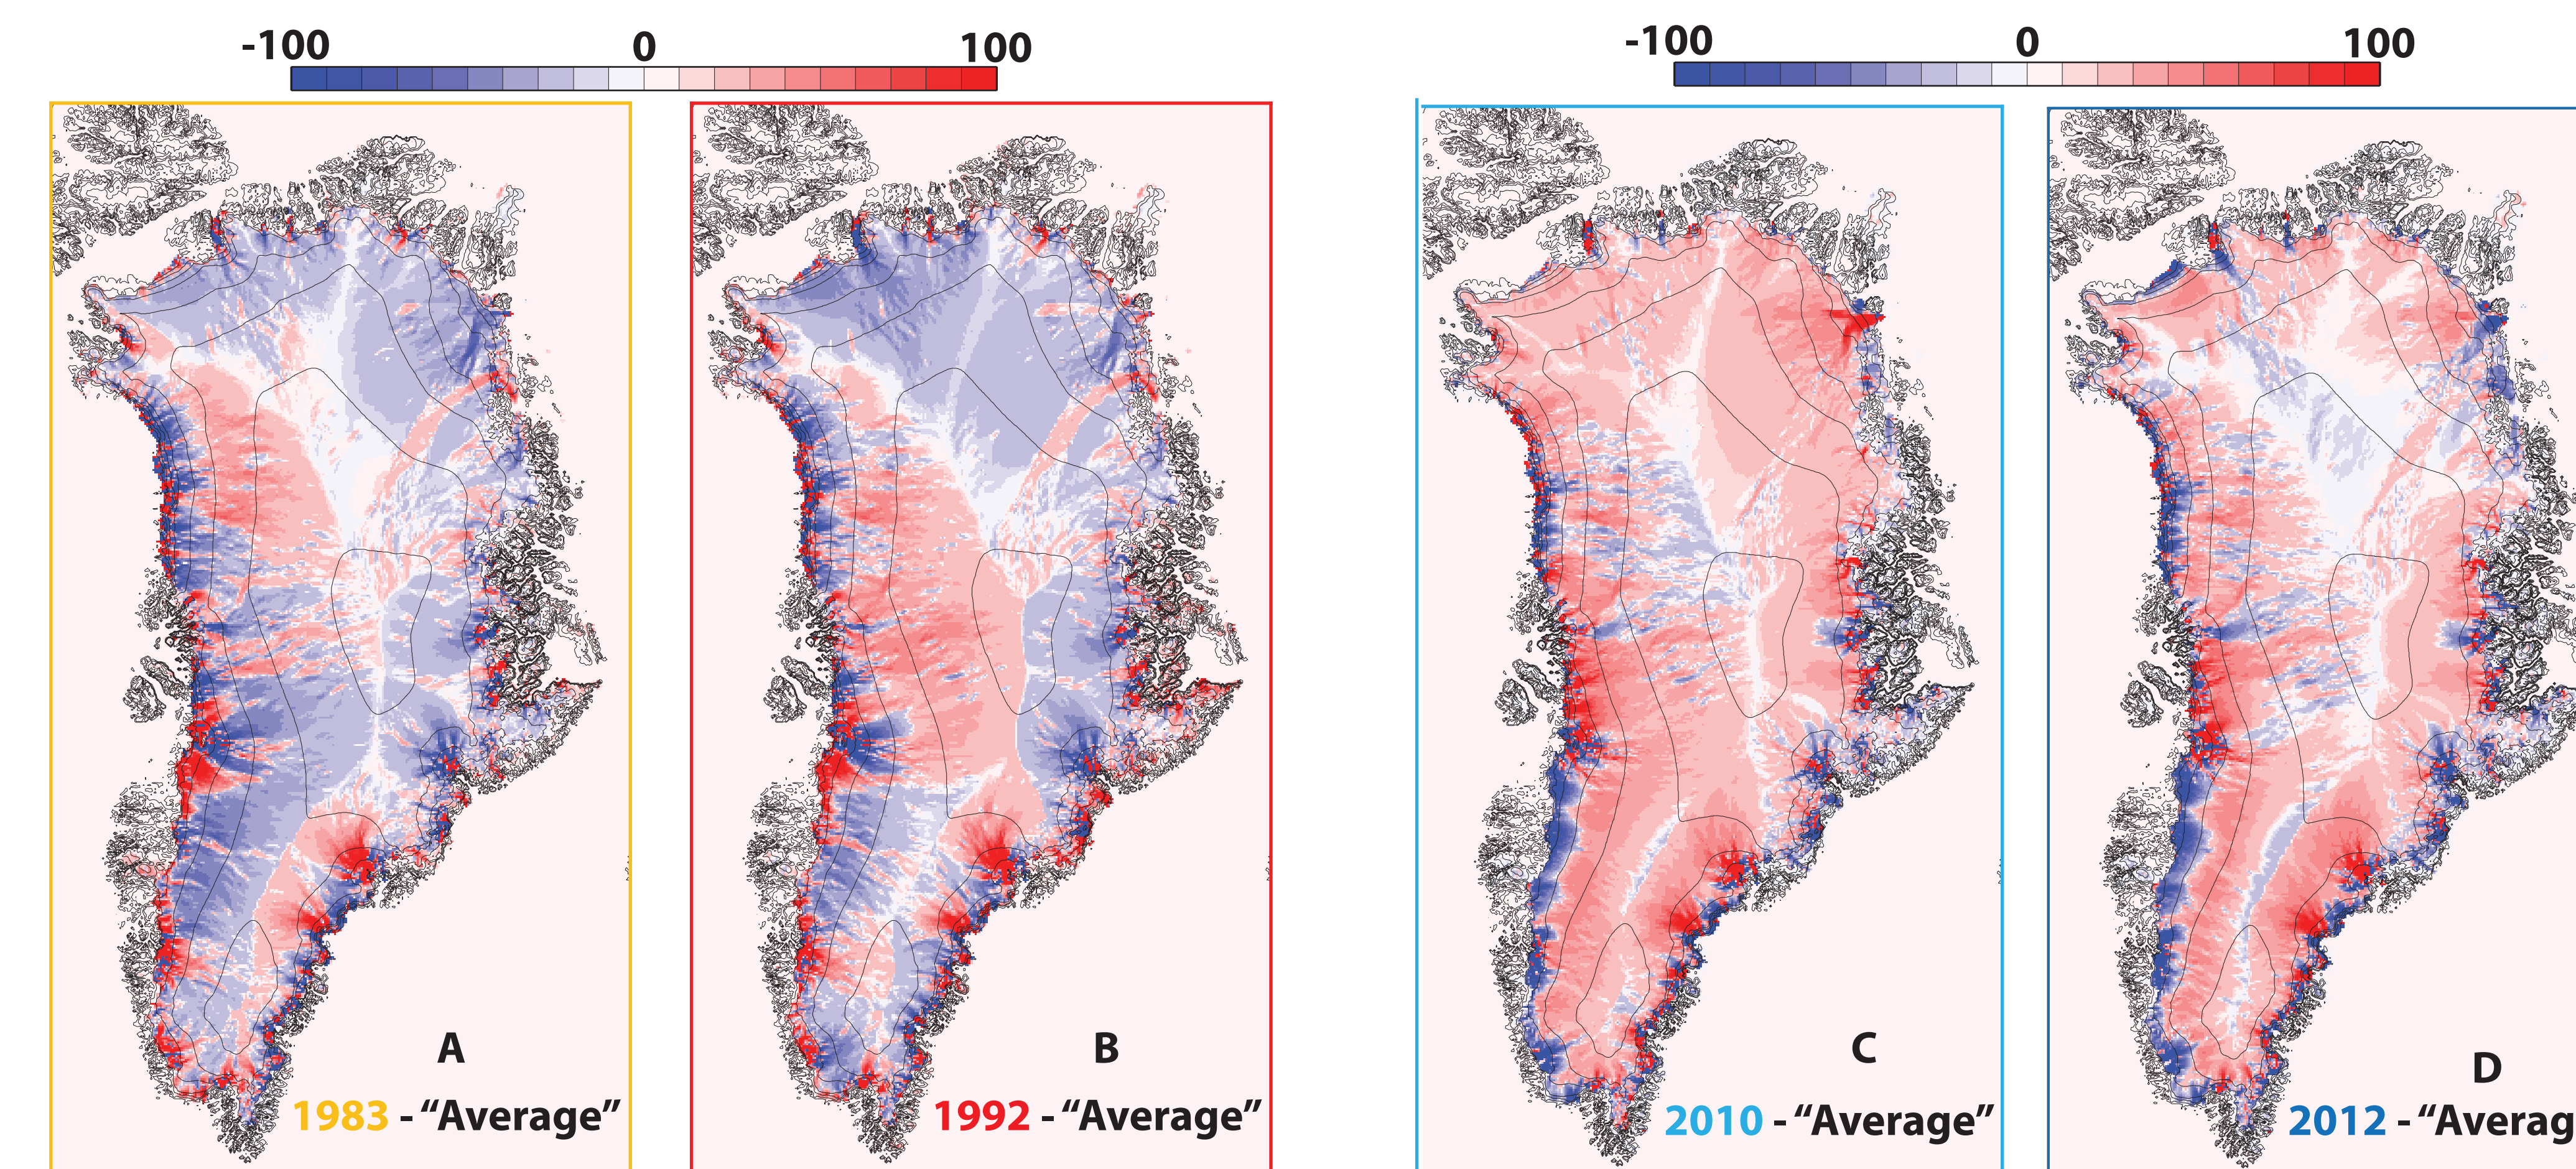 -100 0 100
-100 0 100
A
B
C
D
1983 - “Average”
1992 - “Average”
2010 - “Average”
2012 - “Averag